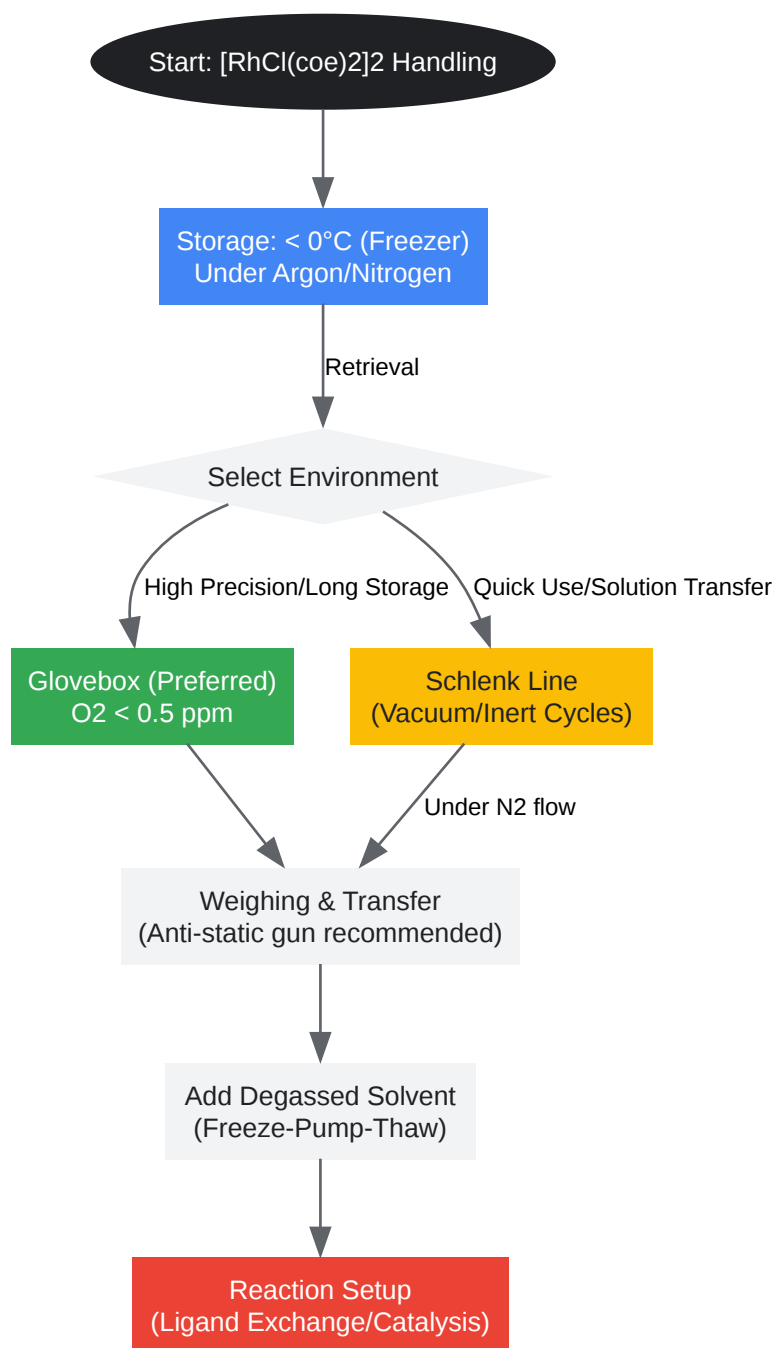 Start: [RhCl(coe)2]2 Handling
Storage: < 0°C (Freezer)
Under Argon/Nitrogen
Retrieval
Select Environment
High Precision/Long Storage
Quick Use/Solution Transfer
Glovebox (Preferred)
O2 < 0.5 ppm
Schlenk Line
(Vacuum/Inert Cycles)
Under N2 flow
Weighing & Transfer
(Anti-static gun recommended)
Add Degassed Solvent
(Freeze-Pump-Thaw)
Reaction Setup
(Ligand Exchange/Catalysis)